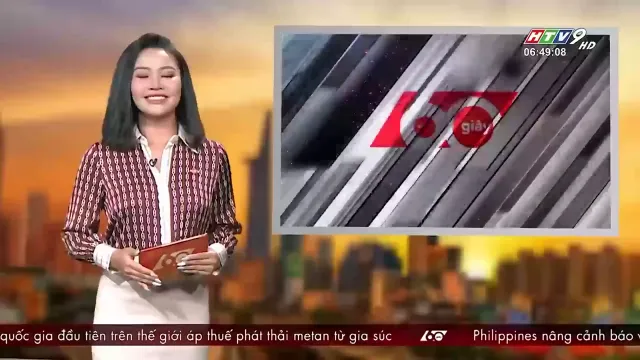 HTV9 HD
06:49:08
60 giây
60
quốc gia đầu tiên trên thế giới áp thuế phát thải metan từ gia súc 60 Philippines nâng cảnh báo v